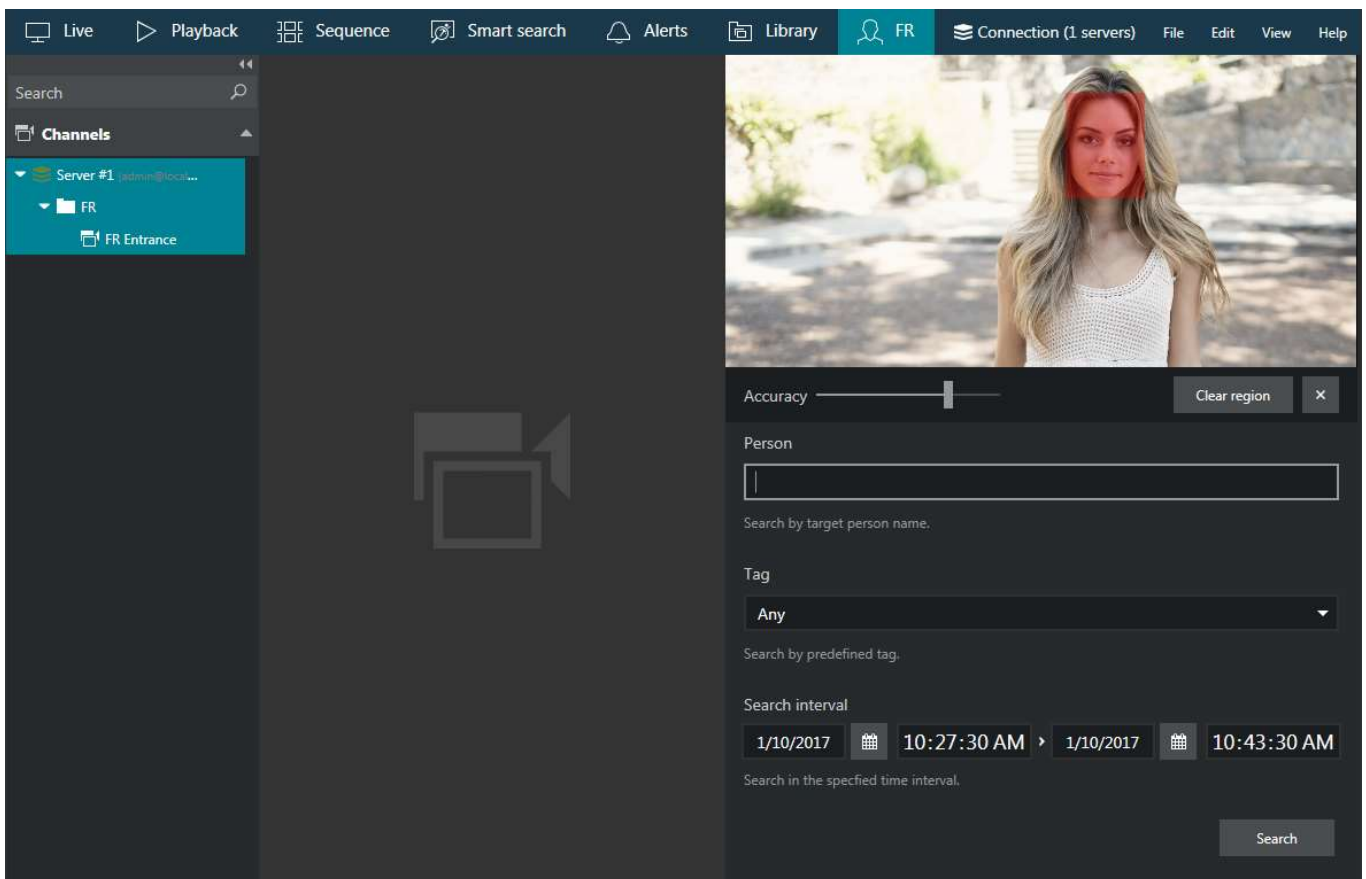 Live Playback Sequence Smart search Alerts Library FR Connection (1 servers) File Edit View Help
Search
Channels
Server #1 (admin@local...
FR
FR Entrance
Accuracy Clear region ×
Person
Search by target person name.
Tag
Any
Search by predefined tag.
Search interval
1/10/2017 10:27:30 AM › 1/10/2017 10:43:30 AM
Search in the specfied time interval.
Search